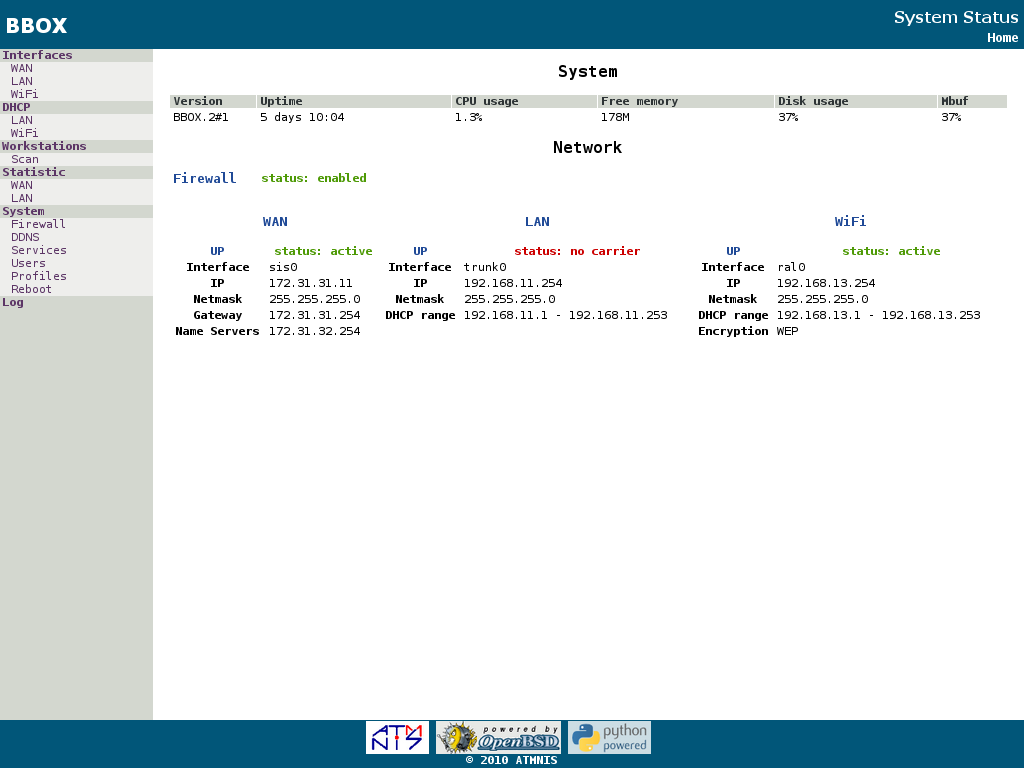 BBOX
System Status
Home
Interfaces
WAN
LAN
WiFi
DHCP
LAN
WiFi
Workstations
Scan
Statistic
WAN
LAN
System
Firewall
DDNS
Services
Users
Profiles
Reboot
Log
System
Version Uptime CPU usage Free memory Disk usage Mbuf
BBOX.2#1 5 days 10:04 1.3% 178M 37% 37%
Network
Firewall status: enabled
WAN
UP status: active
Interface sis0
IP 172.31.31.11
Netmask 255.255.255.0
Gateway 172.31.31.254
Name Servers 172.31.32.254
LAN
UP status: no carrier
Interface trunk0
IP 192.168.11.254
Netmask 255.255.255.0
DHCP range 192.168.11.1 - 192.168.11.253
WiFi
UP status: active
Interface ral0
IP 192.168.13.254
Netmask 255.255.255.0
DHCP range 192.168.13.1 - 192.168.13.253
Encryption WEP
ATM
NIS
powered by
OpenBSD
python
powered
© 2010 ATMNIS